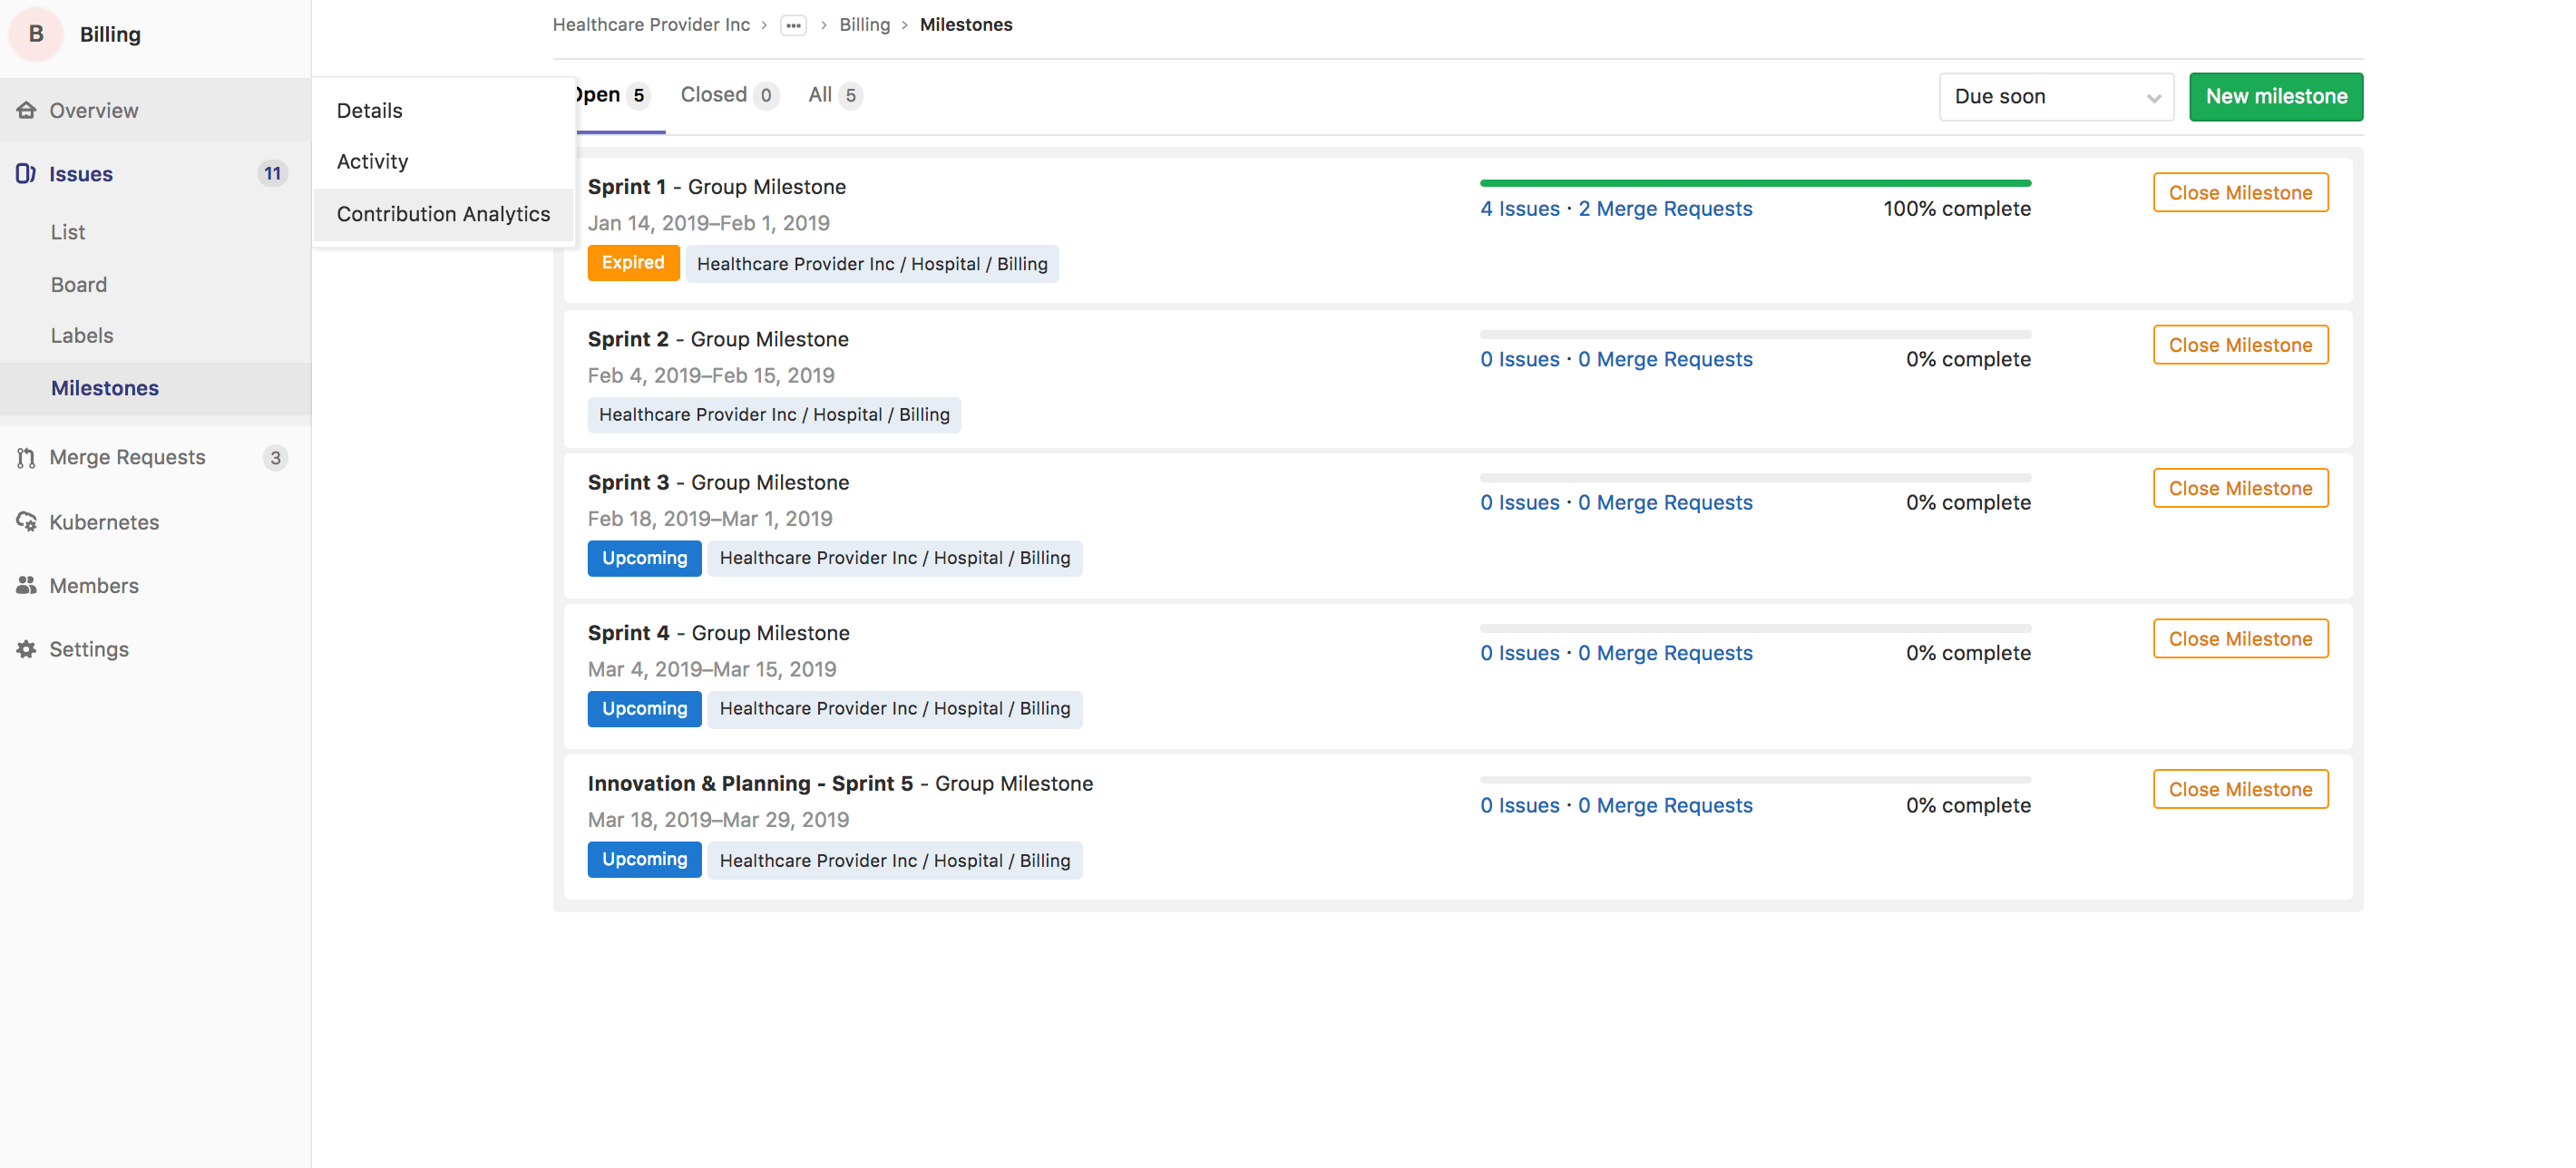 B Billing
Overview
Issues 11
List
Board
Labels
Milestones
Merge Requests 3
Kubernetes
Members
Settings
Details
Activity
Contribution Analytics
Healthcare Provider Inc › ••• › Billing › Milestones
Open 5 Closed 0 All 5
Due soon
New milestone
Sprint 1 - Group Milestone
Jan 14, 2019–Feb 1, 2019
Expired Healthcare Provider Inc / Hospital / Billing
4 Issues · 2 Merge Requests 100% complete
Close Milestone
Sprint 2 - Group Milestone
Feb 4, 2019–Feb 15, 2019
Healthcare Provider Inc / Hospital / Billing
0 Issues · 0 Merge Requests 0% complete
Close Milestone
Sprint 3 - Group Milestone
Feb 18, 2019–Mar 1, 2019
Upcoming Healthcare Provider Inc / Hospital / Billing
0 Issues · 0 Merge Requests 0% complete
Close Milestone
Sprint 4 - Group Milestone
Mar 4, 2019–Mar 15, 2019
Upcoming Healthcare Provider Inc / Hospital / Billing
0 Issues · 0 Merge Requests 0% complete
Close Milestone
Innovation & Planning - Sprint 5 - Group Milestone
Mar 18, 2019–Mar 29, 2019
Upcoming Healthcare Provider Inc / Hospital / Billing
0 Issues · 0 Merge Requests 0% complete
Close Milestone